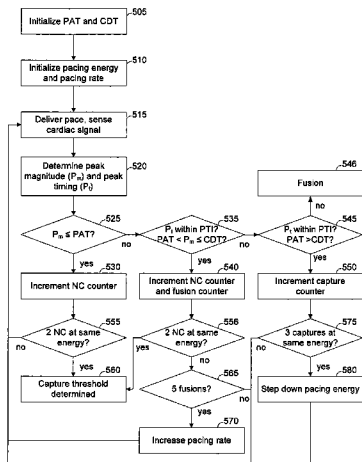 505
Initialize PAT and CDT
510
Initialize pacing energy
and pacing rate
515
Deliver pace, sense
cardiac signal
520
Determine peak
magnitude (Pm) and peak
timing (Pt)
546
Fusion
no
525
Pm ≤ PAT?
no
535
Pt within PTI?
PAT < Pm ≤ CDT?
no
545
Pt within PTI?
PAT >CDT?
yes
yes
yes
530
Increment NC counter
540
Increment NC counter
and fusion counter
550
Increment capture
counter
555
2 NC at same
energy?
556
2 NC at same
energy?
575
3 captures at
same energy?
no
yes
yes
no
no
yes
560
Capture threshold
determined
565
5 fusions?
no
580
Step down pacing energy
yes
570
Increase pacing rate